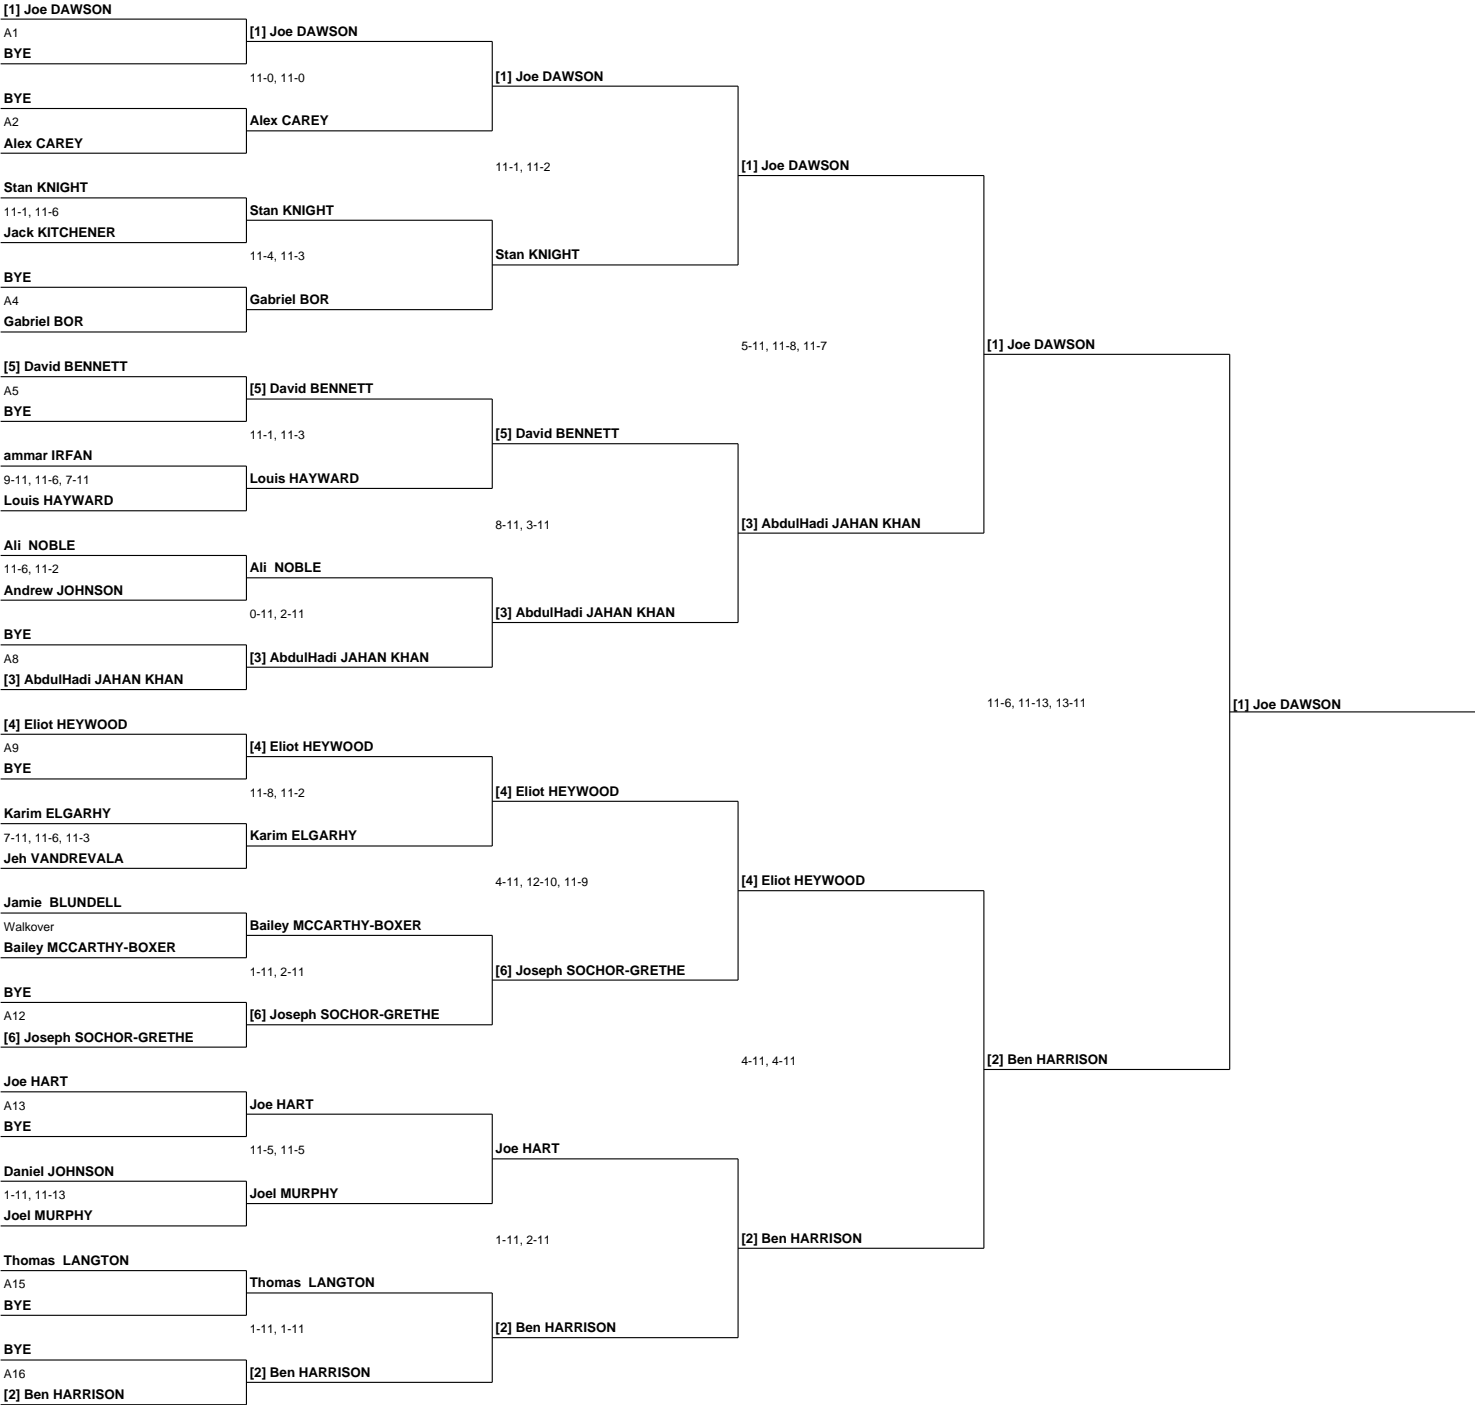 [1] Joe DAWSON
A1
BYE
BYE
A2
Alex CAREY
Stan KNIGHT
11-1, 11-6
Jack KITCHENER
BYE
A4
Gabriel BOR
[5] David BENNETT
A5
BYE
ammar IRFAN
9-11, 11-6, 7-11
Louis HAYWARD
Ali  NOBLE
11-6, 11-2
Andrew JOHNSON
BYE
A8
[3] AbdulHadi JAHAN KHAN
[4] Eliot HEYWOOD
A9
BYE
Karim ELGARHY
7-11, 11-6, 11-3
Jeh VANDREVALA
Jamie  BLUNDELL
Walkover
Bailey MCCARTHY-BOXER
BYE
A12
[6] Joseph SOCHOR-GRETHE
Joe HART
A13
BYE
Daniel JOHNSON
1-11, 11-13
Joel MURPHY
Thomas  LANGTON
A15
BYE
BYE
A16
[2] Ben HARRISON
[1] Joe DAWSON
11-0, 11-0
Alex CAREY
Stan KNIGHT
11-4, 11-3
Gabriel BOR
[5] David BENNETT
11-1, 11-3
Louis HAYWARD
Ali  NOBLE
0-11, 2-11
[3] AbdulHadi JAHAN KHAN
[4] Eliot HEYWOOD
11-8, 11-2
Karim ELGARHY
Bailey MCCARTHY-BOXER
1-11, 2-11
[6] Joseph SOCHOR-GRETHE
Joe HART
11-5, 11-5
Joel MURPHY
Thomas  LANGTON
1-11, 1-11
[2] Ben HARRISON
[1] Joe DAWSON
11-1, 11-2
Stan KNIGHT
[5] David BENNETT
8-11, 3-11
[3] AbdulHadi JAHAN KHAN
[4] Eliot HEYWOOD
4-11, 12-10, 11-9
[6] Joseph SOCHOR-GRETHE
Joe HART
1-11, 2-11
[2] Ben HARRISON
[1] Joe DAWSON
5-11, 11-8, 11-7
[3] AbdulHadi JAHAN KHAN
[4] Eliot HEYWOOD
4-11, 4-11
[2] Ben HARRISON
[1] Joe DAWSON
11-6, 11-13, 13-11
[2] Ben HARRISON
[1] Joe DAWSON